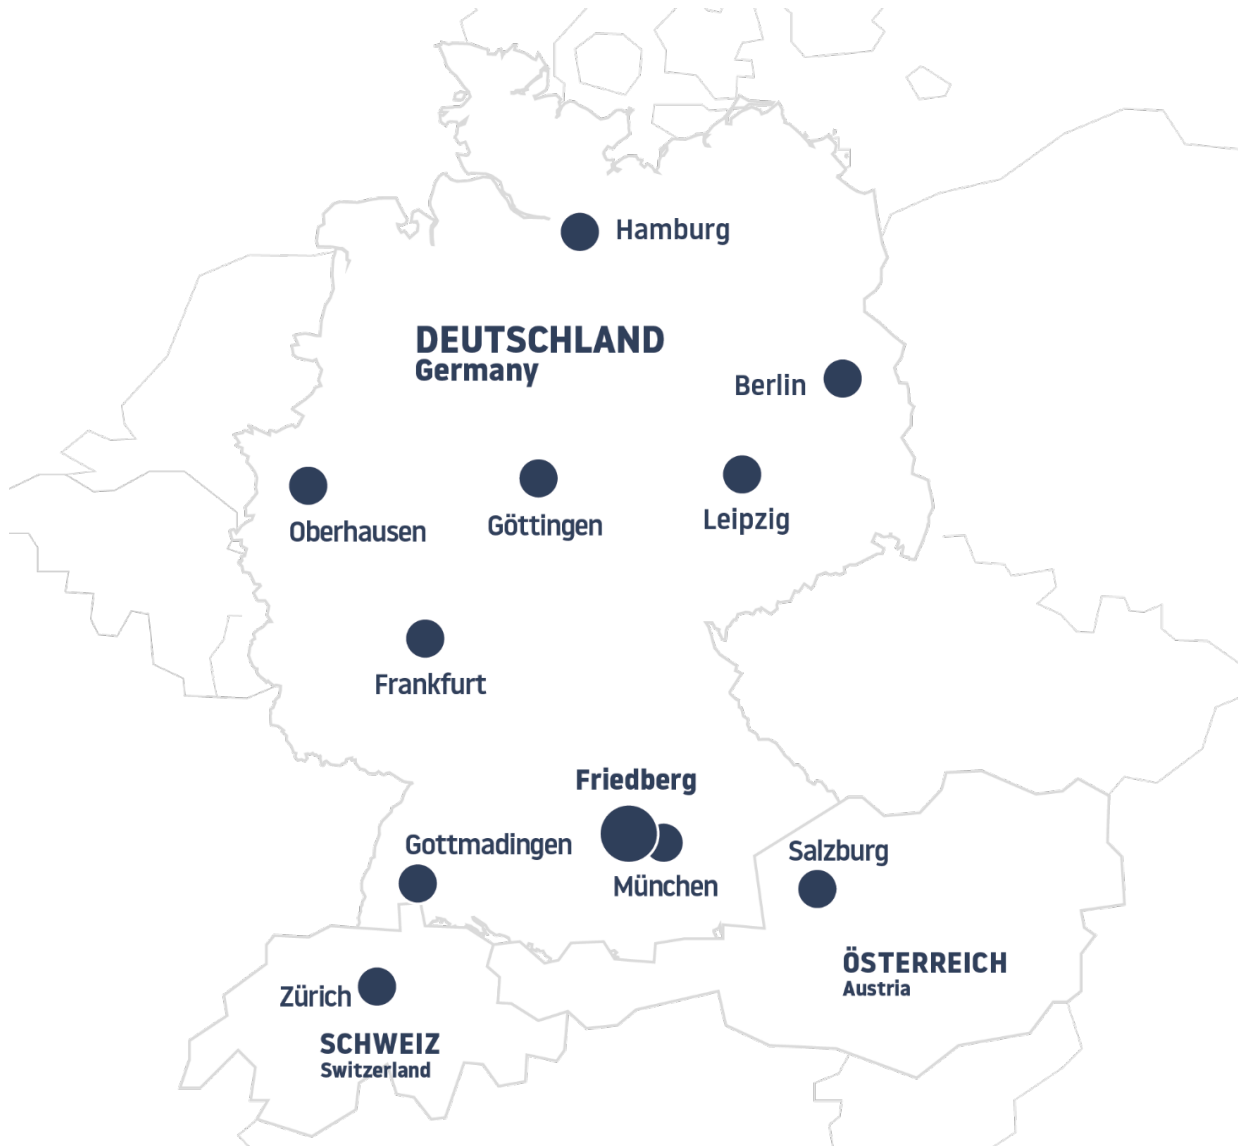 Hamburg
DEUTSCHLAND
Germany
Berlin
Oberhausen
Göttingen
Leipzig
Frankfurt
Friedberg
Gottmadingen
München
Salzburg
ÖSTERREICH
Austria
Zürich
SCHWEIZ
Switzerland